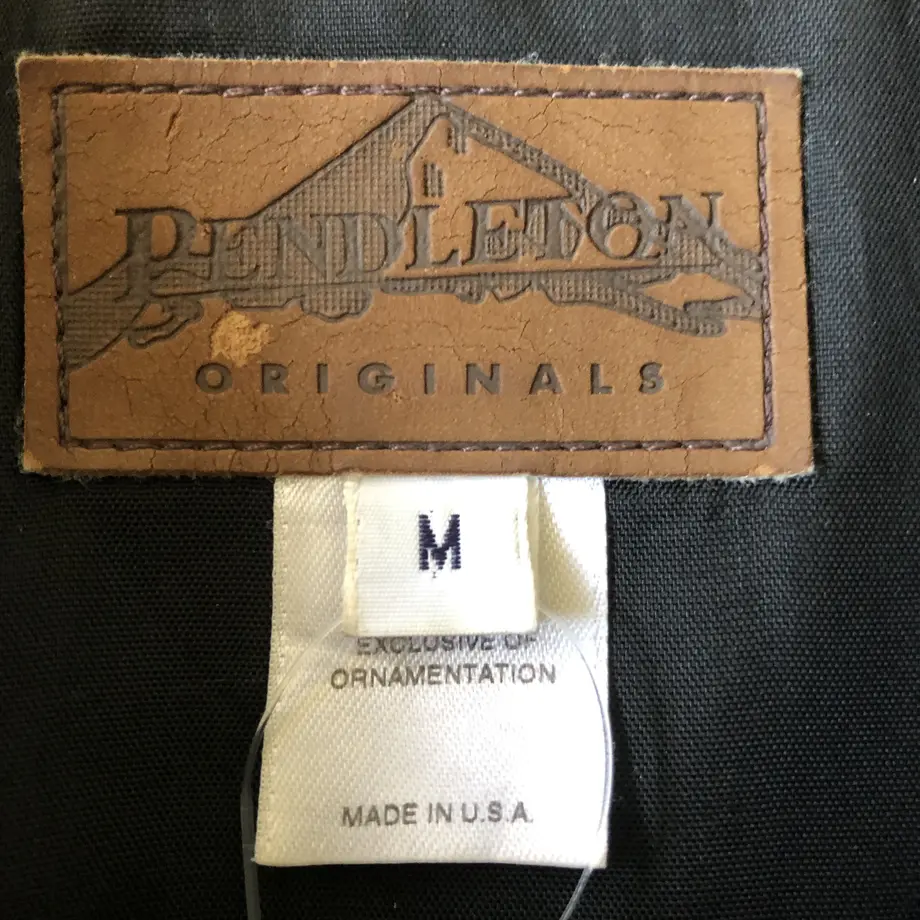 PENDLETON
ORIGINALS
M
EXCLUSIVE OF
ORNAMENTATION
MADE IN U.S.A.